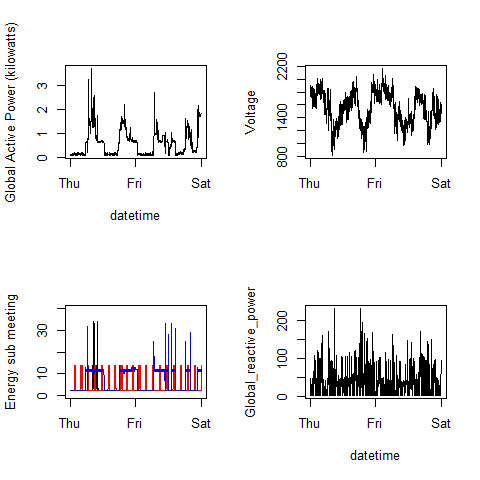 Global Active Power (kilowatts)
0 1 2 3
Thu Fri Sat
datetime
Voltage
800 1400 2200
Thu Fri Sat
Energy sub meeting
0 10 30
Thu Fri Sat
Global_reactive_power
0 100 200
Thu Fri Sat
datetime